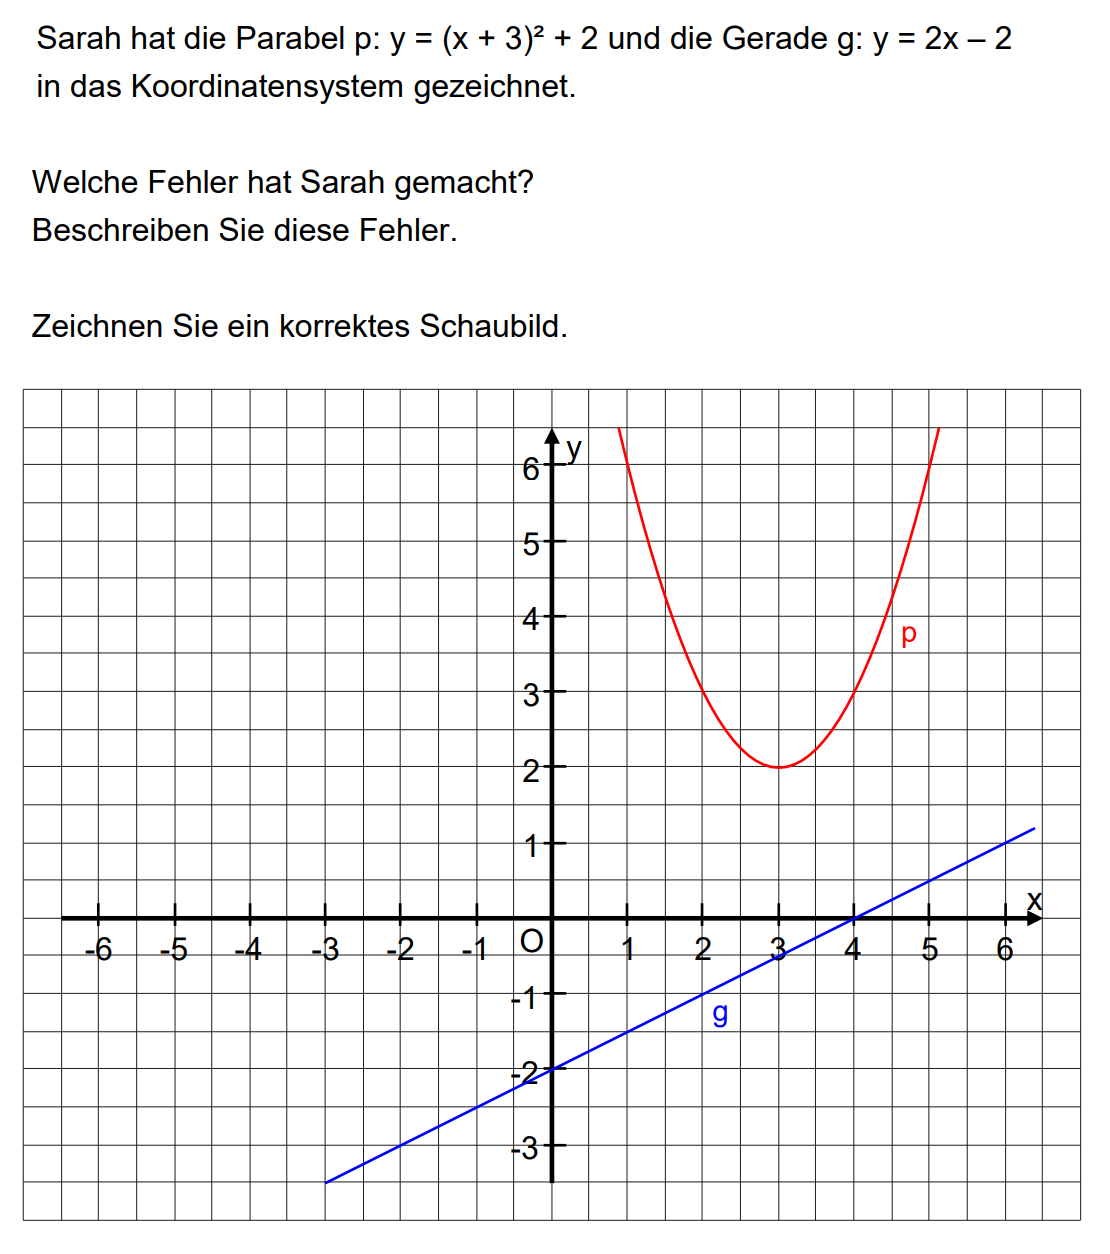 Sarah hat die Parabel p: y = (x + 3)² + 2 und die Gerade g: y = 2x – 2
in das Koordinatensystem gezeichnet.
Welche Fehler hat Sarah gemacht?
Beschreiben Sie diese Fehler.
Zeichnen Sie ein korrektes Schaubild.
y
6
5
4
p
3
2
1
x
-6 -5 -4 -3 -2 -1 O 1 2 3 4 5 6
-1
g
-2
-3